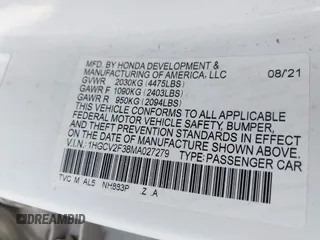 MFD. BY HONDA DEVELOPMENT &
MANUFACTURING OF AMERICA, LLC 08/21
GVWR 2030KG (4475LBS)
GAWR F 1090KG (2403LBS)
GAWR R 950KG (2094LBS)
THIS VEHICLE CONFORMS TO ALL APPLICABLE
FEDERAL MOTOR VEHICLE SAFETY, BUMPER,
AND THEFT PREVENTION STANDARDS IN EFFECT
ON THE DATE OF MANUFACTURE SHOWN ABOVE.
V.I.N.: 1HGCV2F38MA027279
TYPE: PASSENGER CAR
TVC M AL5 NH883P .Z .A
DREAMBID